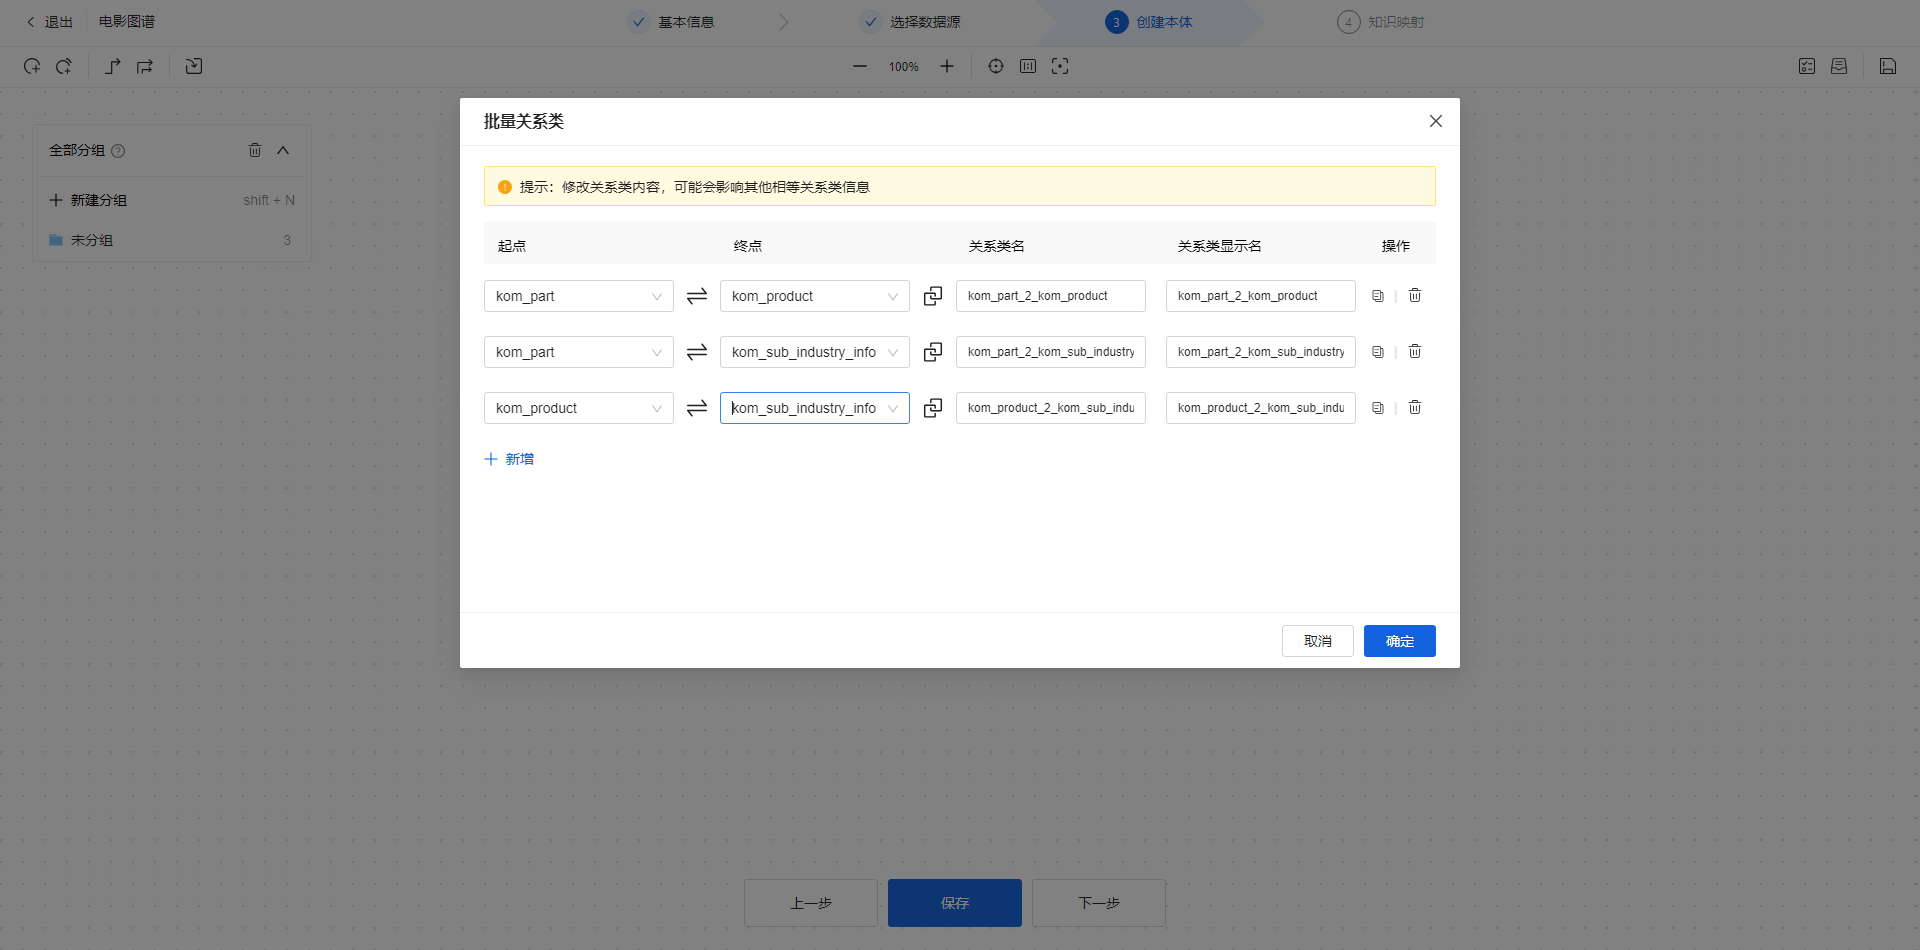 退出 电影图谱 基本信息 选择数据源 3 创建本体 4 知识映射
100%
批量关系类
全部分组
提示：修改关系类内容，可能会影响其他相等关系类信息
新建分组 shift + N
未分组 3
起点 终点 关系类名 关系类显示名 操作
kom_part kom_product kom_part_2_kom_product kom_part_2_kom_product
kom_part kom_sub_industry_info kom_part_2_kom_sub_industry kom_part_2_kom_sub_industry
kom_product kom_sub_industry_info kom_product_2_kom_sub_indu kom_product_2_kom_sub_indu
新增
取消 确定
上一步 保存 下一步